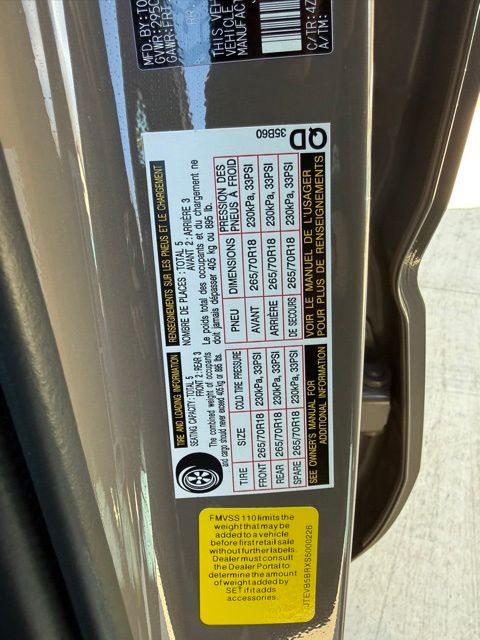 MFD. BY: TO
GVWR: 293
GAWR: FR
RR
THIS VEH
VEHICLE
MANUFAC
C/TR: 4Z
A/TM:
TIRE AND LOADING INFORMATION
SEATING CAPACITY : TOTAL 5
FRONT 2 : REAR 3
The combined weight of occupants
and cargo should never exceed 405 kg or 895 lbs.
TIRE SIZE COLD TIRE PRESSURE
FRONT 265/70R18 230kPa, 33PSI
REAR 265/70R18 230kPa, 33PSI
SPARE 265/70R18 230kPa, 33PSI
SEE OWNER'S MANUAL FOR
ADDITIONAL INFORMATION
RENSEIGNEMENTS SUR LES PNEUS ET LE CHARGEMENT
NOMBRE DE PLACES : TOTAL 5
AVANT 2: ARRIÈRE 3
Le poids total des occupants et du chargement ne
doit jamais dépasser 405 kg ou 895 lb.
PNEU DIMENSIONS PRESSION DES
PNEUS À FROID
AVANT 265/70R18 230kPa, 33PSI
ARRIÈRE 265/70R18 230kPa, 33PSI
DE SECOURS 265/70R18 230kPa, 33PSI
VOIR LE MANUEL DE L'USAGER
POUR PLUS DE RENSEIGNEMENTS
35B60
QD
FMVSS 110 limits the
weight that may be
added to a vehicle
before first retail sale
without further labels.
Dealer must consult
the Dealer Portal to
determine the amount
of weight added by
SET if it adds
accessories.
JTEVB5BRXS5000226